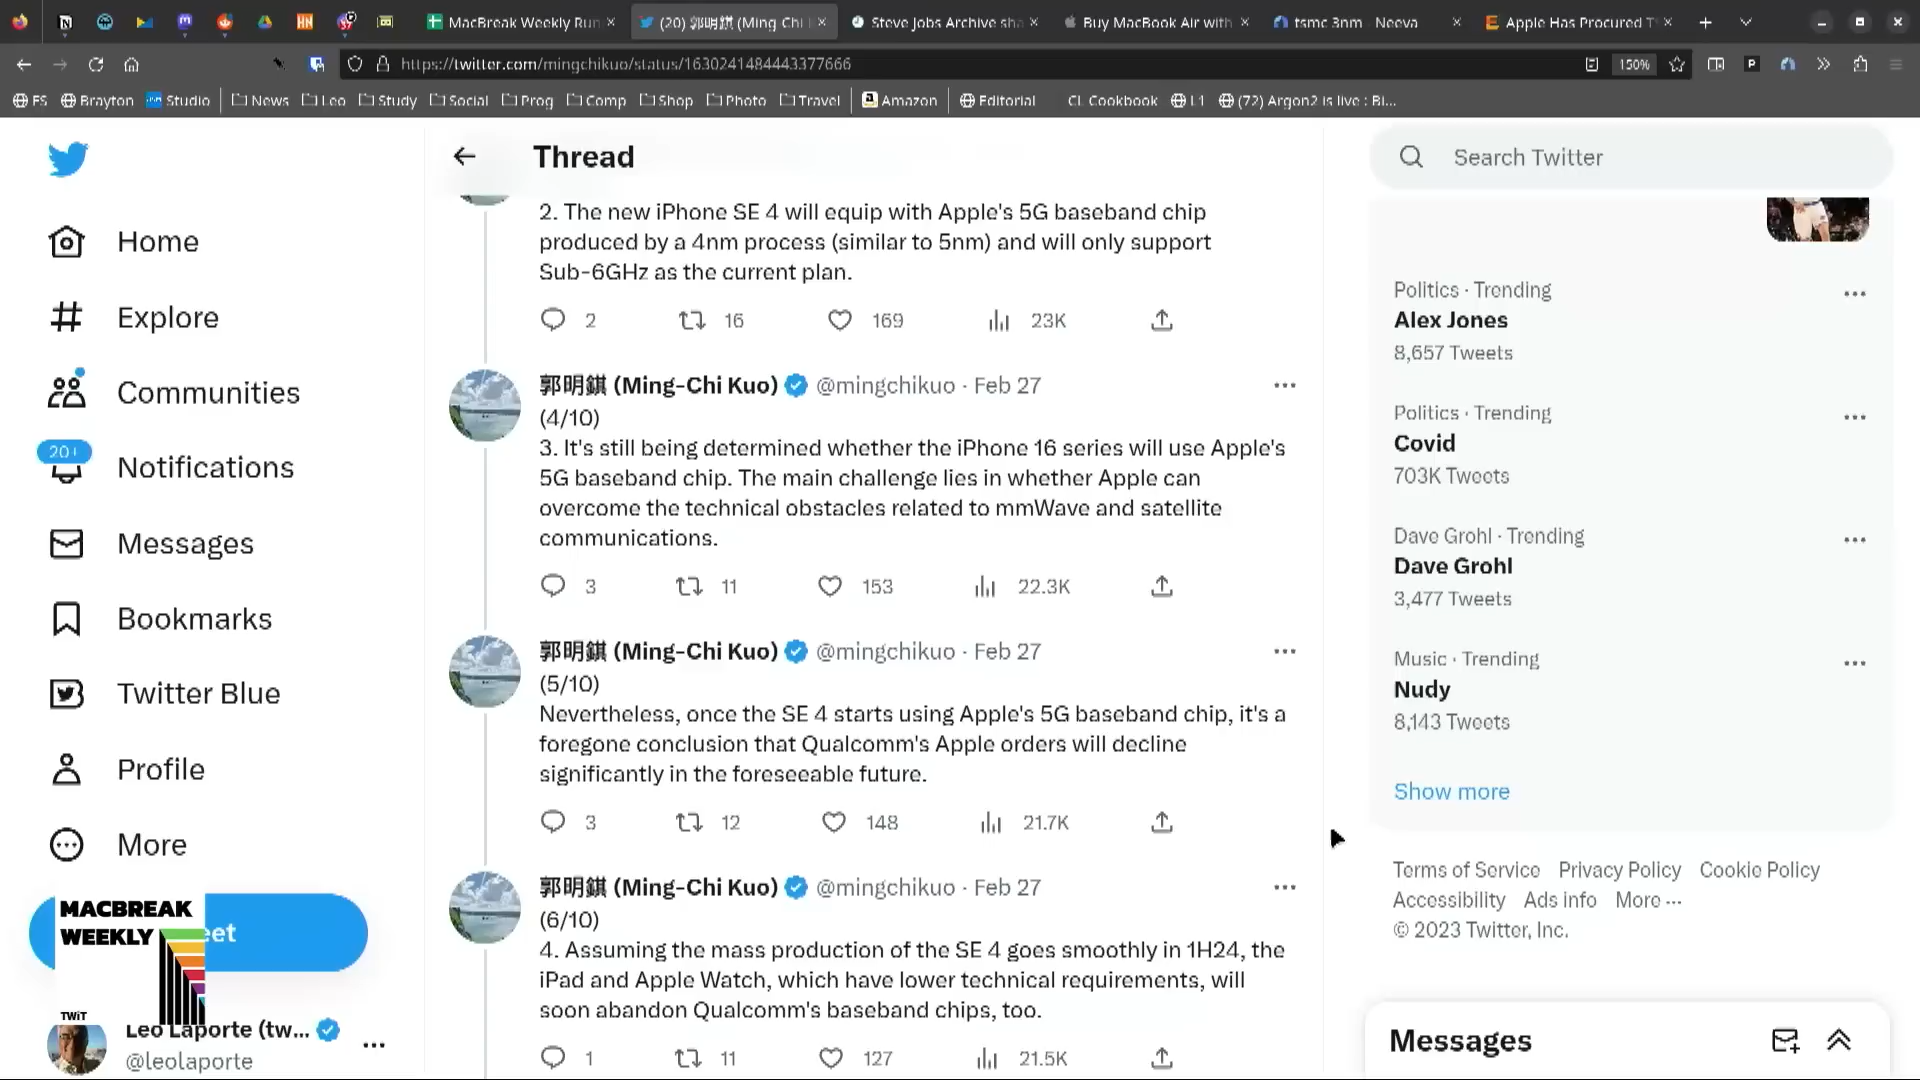 MacBreak Weekly Run
(20) 郭明錤 (Ming-Chi
Steve Jobs Archive sha
Buy MacBook Air with
tsmc 3nm - Neeva
Apple Has Procured T
https://twitter.com/mingchikuo/status/1630241484443377666
150%
FS
Brayton
Studio
News
Leo
Study
Social
Prog
Comp
Shop
Photo
Travel
Amazon
Editorial
CL Cookbook
L1
(72) Argon2 is live : Bl...
Home
Explore
Communities
20+
Notifications
Messages
Bookmarks
Twitter Blue
Profile
More
MACBREAK
WEEKLY
eet
TWiT
Leo Laporte (tw...
@leolaporte
Thread
2. The new iPhone SE 4 will equip with Apple's 5G baseband chip
produced by a 4nm process (similar to 5nm) and will only support
Sub-6GHz as the current plan.
2 16 169 23K
郭明錤 (Ming-Chi Kuo) @mingchikuo · Feb 27
(4/10)
3. It's still being determined whether the iPhone 16 series will use Apple's
5G baseband chip. The main challenge lies in whether Apple can
overcome the technical obstacles related to mmWave and satellite
communications.
3 11 153 22.3K
郭明錤 (Ming-Chi Kuo) @mingchikuo · Feb 27
(5/10)
Nevertheless, once the SE 4 starts using Apple's 5G baseband chip, it's a
foregone conclusion that Qualcomm's Apple orders will decline
significantly in the foreseeable future.
3 12 148 21.7K
郭明錤 (Ming-Chi Kuo) @mingchikuo · Feb 27
(6/10)
4. Assuming the mass production of the SE 4 goes smoothly in 1H24, the
iPad and Apple Watch, which have lower technical requirements, will
soon abandon Qualcomm's baseband chips, too.
1 11 127 21.5K
Search Twitter
Politics · Trending
Alex Jones
8,657 Tweets
Politics · Trending
Covid
703K Tweets
Dave Grohl · Trending
Dave Grohl
3,477 Tweets
Music · Trending
Nudy
8,143 Tweets
Show more
Terms of Service Privacy Policy Cookie Policy
Accessibility Ads info More ···
© 2023 Twitter, Inc.
Messages